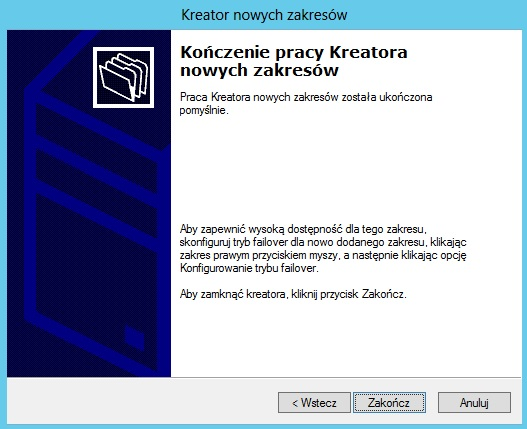 Kreator nowych zakresów
Kończenie pracy Kreatora
nowych zakresów
Praca Kreatora nowych zakresów została ukończona
pomyślnie.
Aby zapewnić wysoką dostępność dla tego zakresu,
skonfiguruj tryb failover dla nowo dodanego zakresu, klikając
zakres prawym przyciskiem myszy, a następnie klikając opcję
Konfigurowanie trybu failover.
Aby zamknąć kreatora, kliknij przycisk Zakończ.
< Wstecz
Zakończ
Anuluj